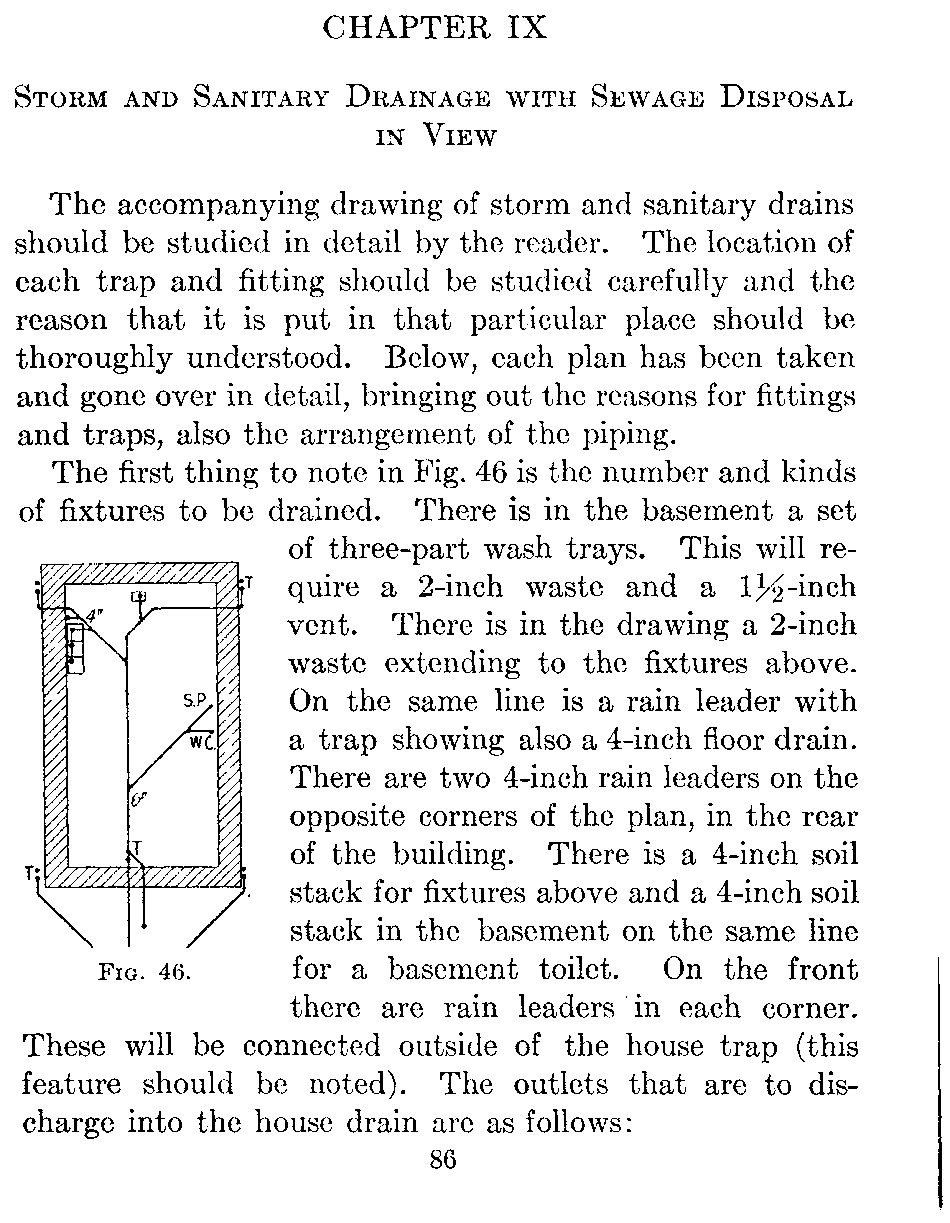 CHAPTER IX
STORM AND SANITARY DRAINAGE WITH SEWAGE DISPOSAL
IN VIEW
The accompanying drawing of storm and sanitary drains
should be studied in detail by the reader. The location of
each trap and fitting should be studied carefully and the
reason that it is put in that particular place should be
thoroughly understood. Below, each plan has been taken
and gone over in detail, bringing out the reasons for fittings
and traps, also the arrangement of the piping.
The first thing to note in Fig. 46 is the number and kinds
of fixtures to be drained. There is in the basement a set
of three-part wash trays. This will re-
quire a 2-inch waste and a 1½-inch
vent. There is in the drawing a 2-inch
waste extending to the fixtures above.
On the same line is a rain leader with
a trap showing also a 4-inch floor drain.
There are two 4-inch rain leaders on the
opposite corners of the plan, in the rear
of the building. There is a 4-inch soil
stack for fixtures above and a 4-inch soil
stack in the basement on the same line
for a basement toilet. On the front
there are rain leaders in each corner.
These will be connected outside of the house trap (this
feature should be noted). The outlets that are to dis-
charge into the house drain are as follows:
T
4"
S.P.
WC
6"
T
T
FIG. 46.
86